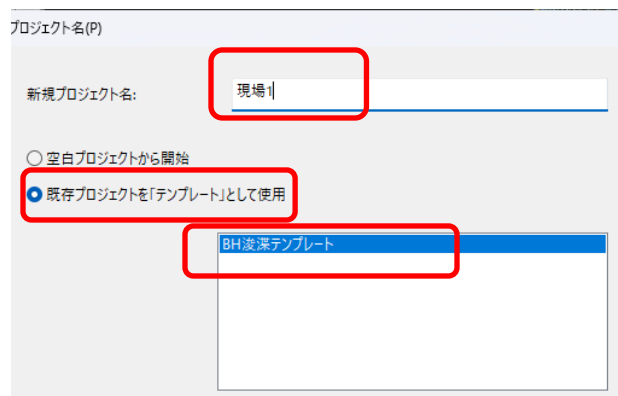 プロジェクト名(P)
新規プロジェクト名:
現場1
空白プロジェクトから開始
既存プロジェクトを「テンプレート」として使用
BH浚渫テンプレート